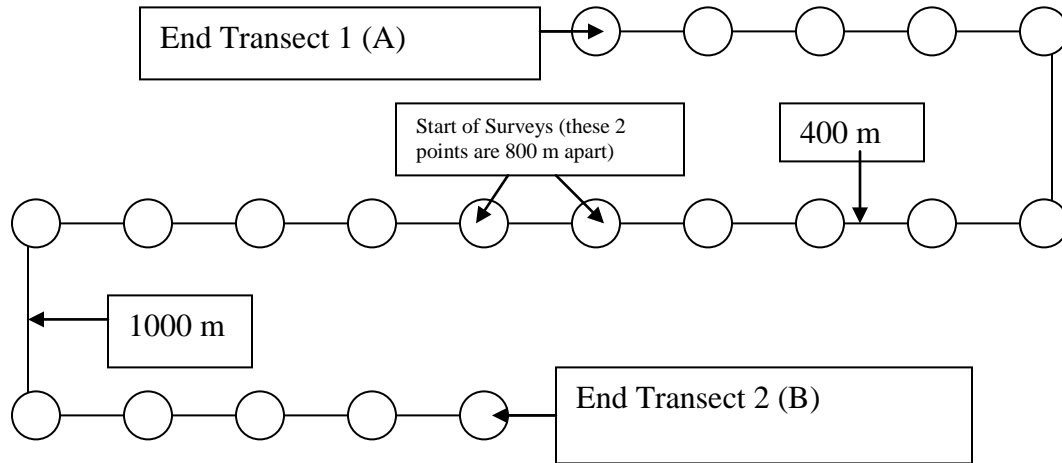 End Transect 1 (A)
Start of Surveys (these 2
points are 800 m apart)
400 m
1000 m
End Transect 2 (B)